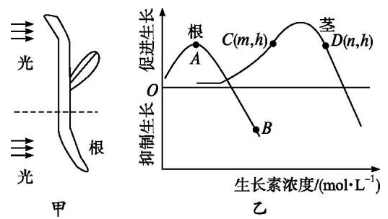 光
光
根
甲
促进生长
O
抑制生长
根
A
C(m,h)
茎
D(n,h)
B
生长素浓度/(mol·L⁻¹)
乙